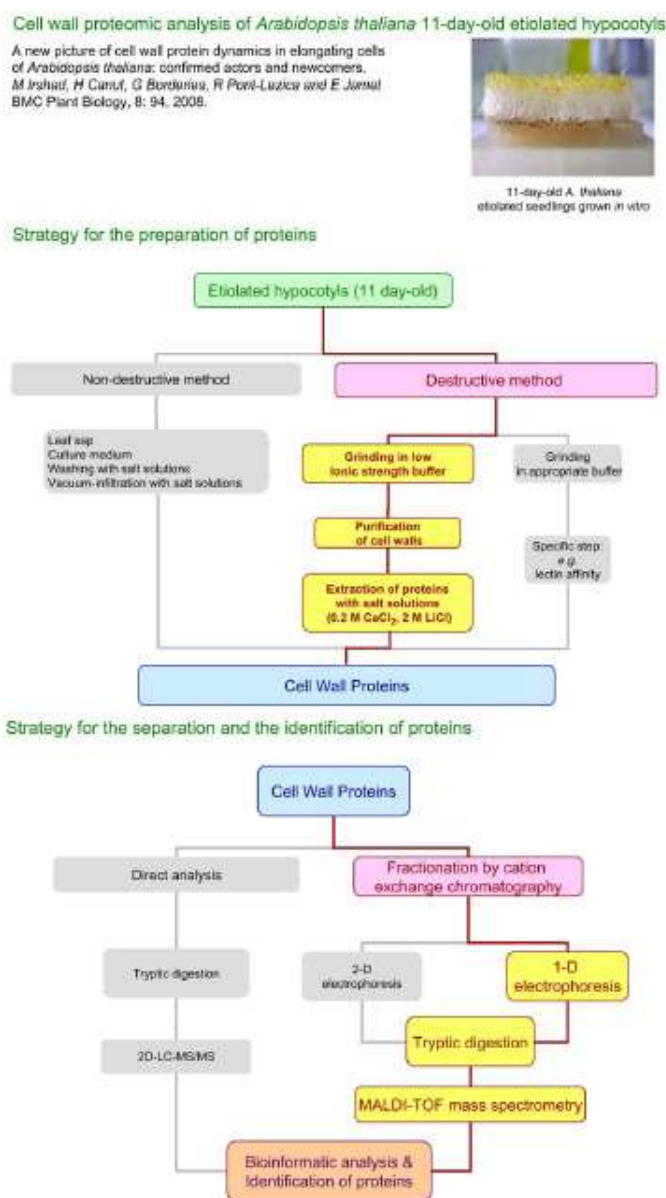 Cell wall proteomic analysis of Arabidopsis thaliana 11-day-old etiolated hypocotyls
A new picture of cell wall protein dynamics in elongating cells
of Arabidopsis thaliana: confirmed actors and newcomers.
M Irshad, H Canut, G Borderies, R Pont-Lezica and E Jamet
BMC Plant Biology, 8: 94, 2008.
11-day-old A. thaliana
etiolated seedlings grown in vitro
Strategy for the preparation of proteins
Etiolated hypocotyls (11 day-old)
Non-destructive method
Destructive method
Leaf sap
Culture medium
Washing with salt solutions
Vacuum-infiltration with salt solutions
Grinding in low
ionic strength buffer
Grinding
in appropriate buffer
Purification
of cell walls
Specific step:
e.g.
lectin affinity
Extraction of proteins
with salt solutions
(0.2 M CaCl2, 2 M LiCl)
Cell Wall Proteins
Strategy for the separation and the identification of proteins
Cell Wall Proteins
Direct analysis
Fractionation by cation
exchange chromatography
Tryptic digestion
2-D
electrophoresis
1-D
electrophoresis
2D-LC-MS/MS
Tryptic digestion
MALDI-TOF mass spectrometry
Bioinformatic analysis &
Identification of proteins